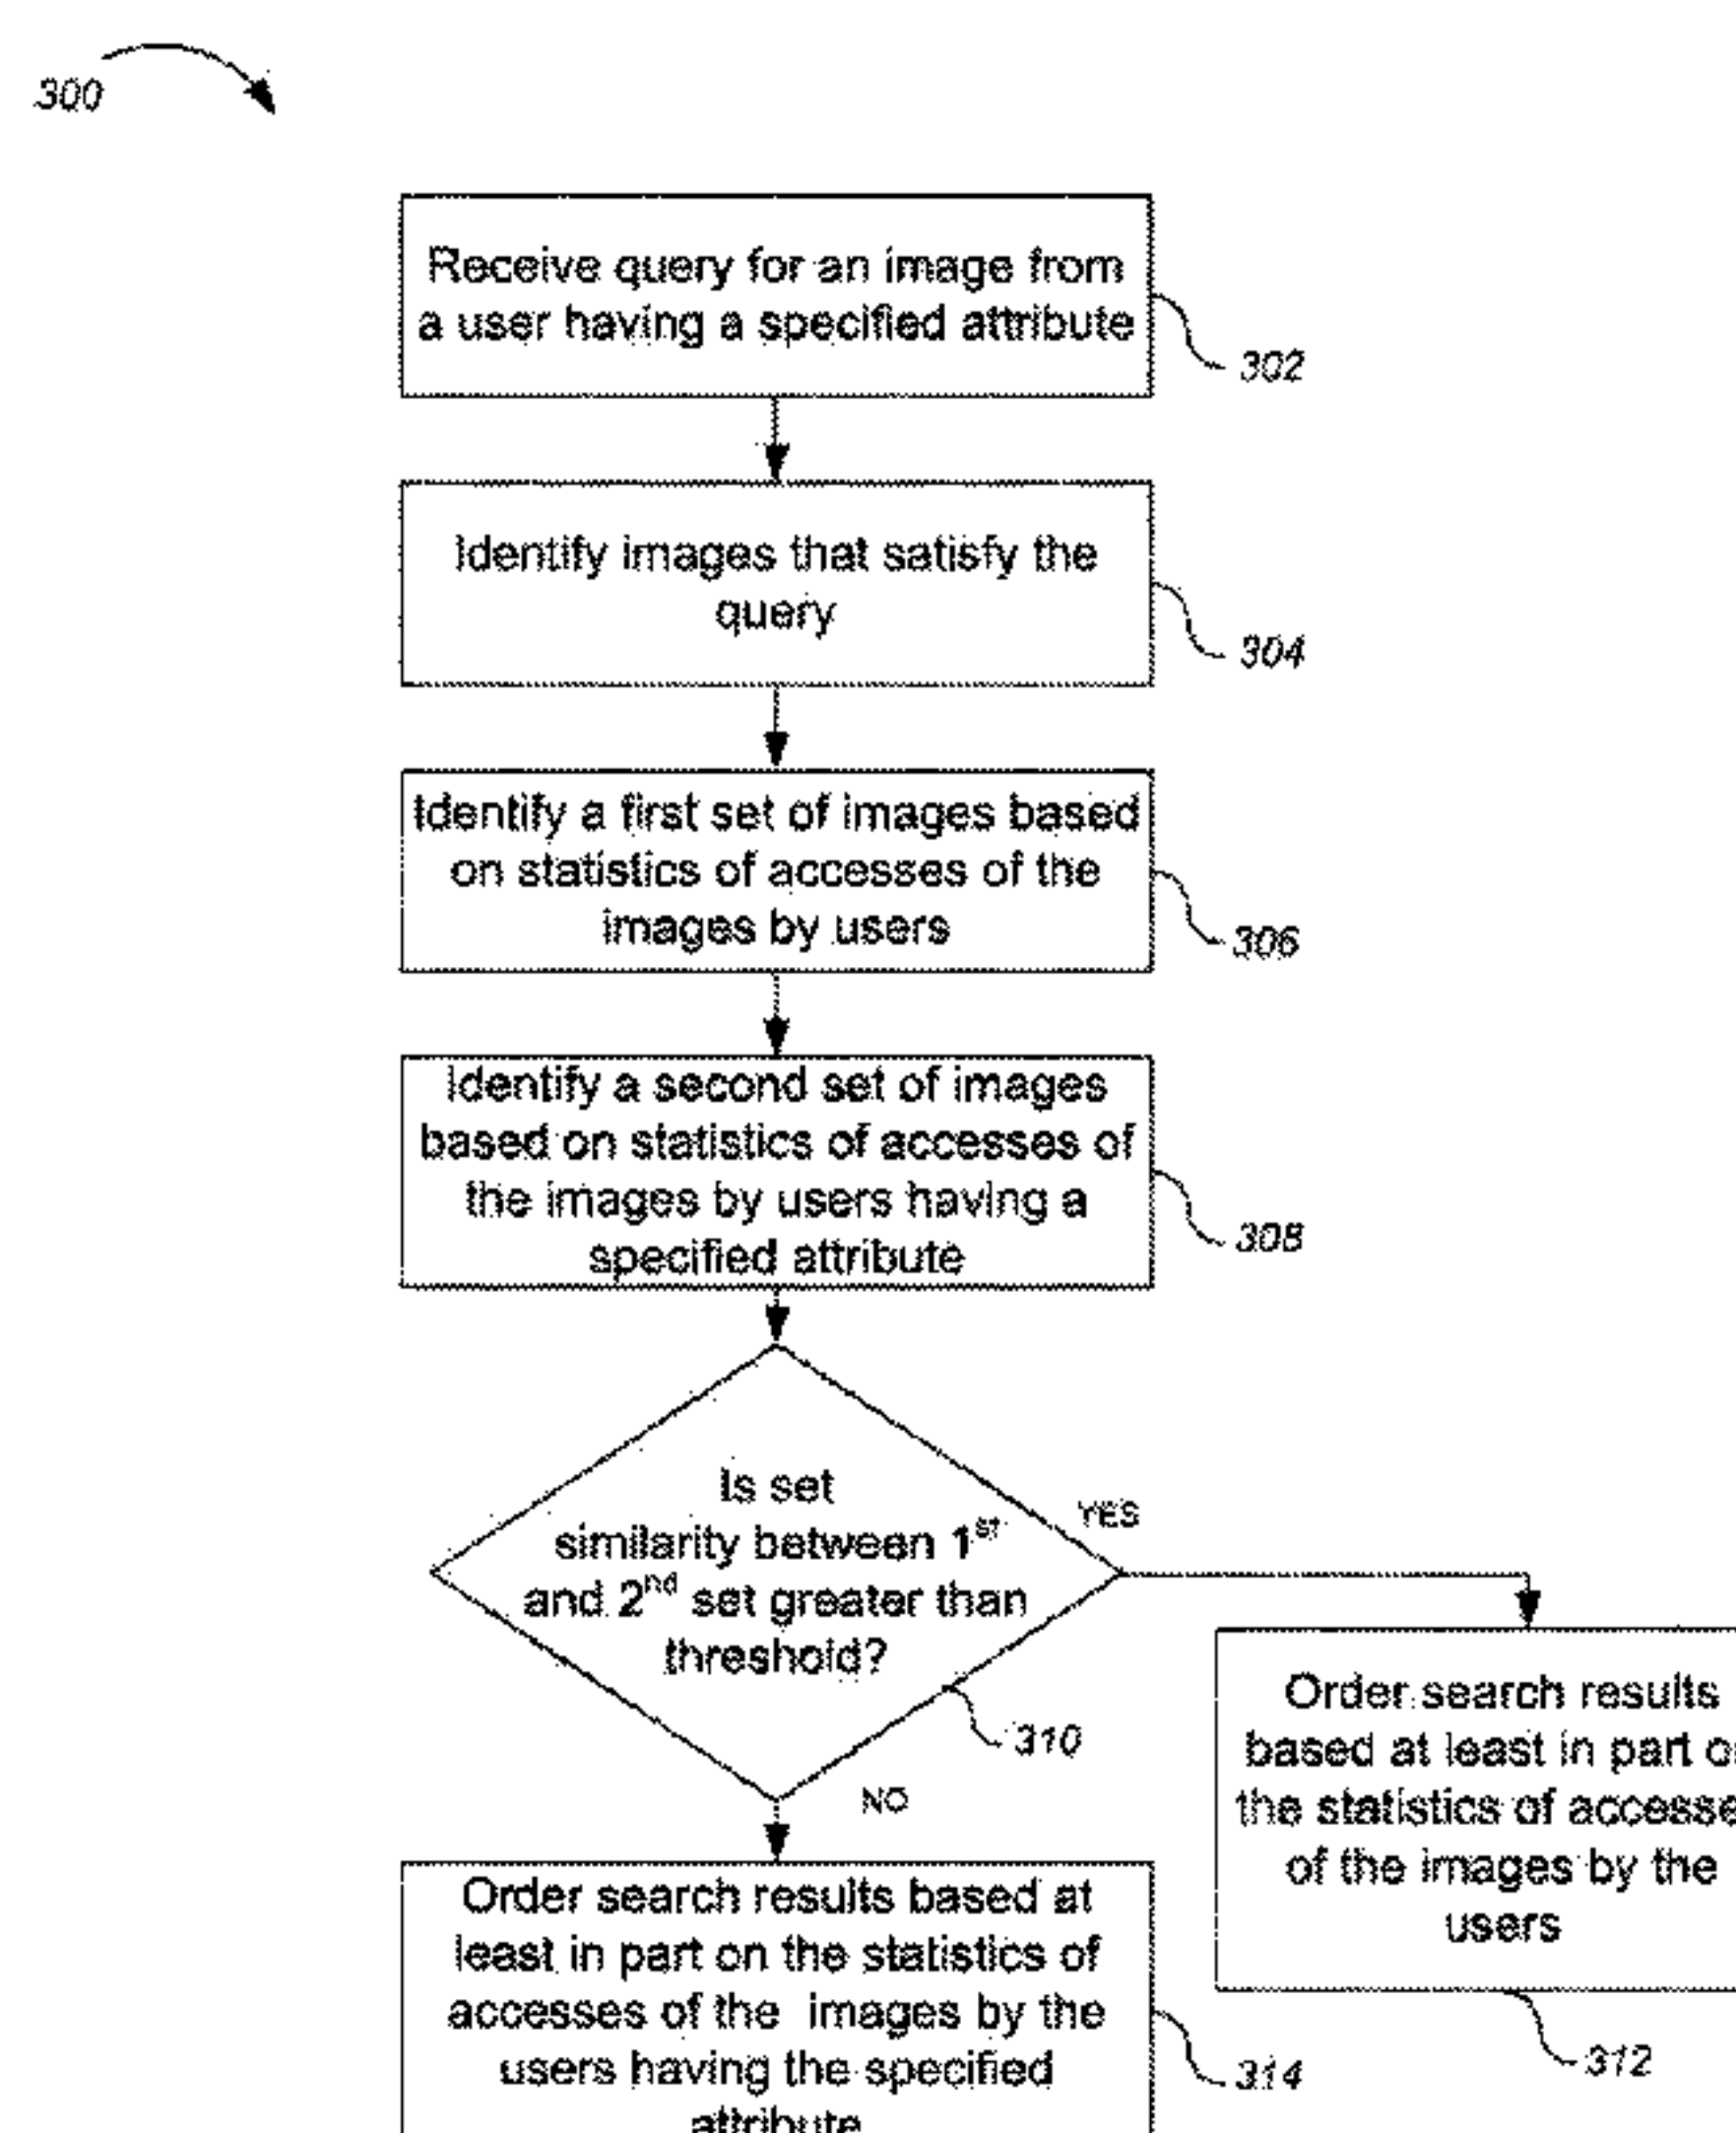 300
Receive query for an image from
a user having a specified attribute
302
Identify images that satisfy the
query
304
Identify a first set of images based
on statistics of accesses of the
images by users
306
Identify a second set of images
based on statistics of accesses of
the images by users having a
specified attribute
308
Is set
similarity between 1st
and 2nd set greater than
threshold?
YES
310
NO
Order search results
based at least in part
the statistics of
of the images by the
users
312
Order search results based at
least in part on the statistics of
accesses of the images by the
users having the specified
attribute
314